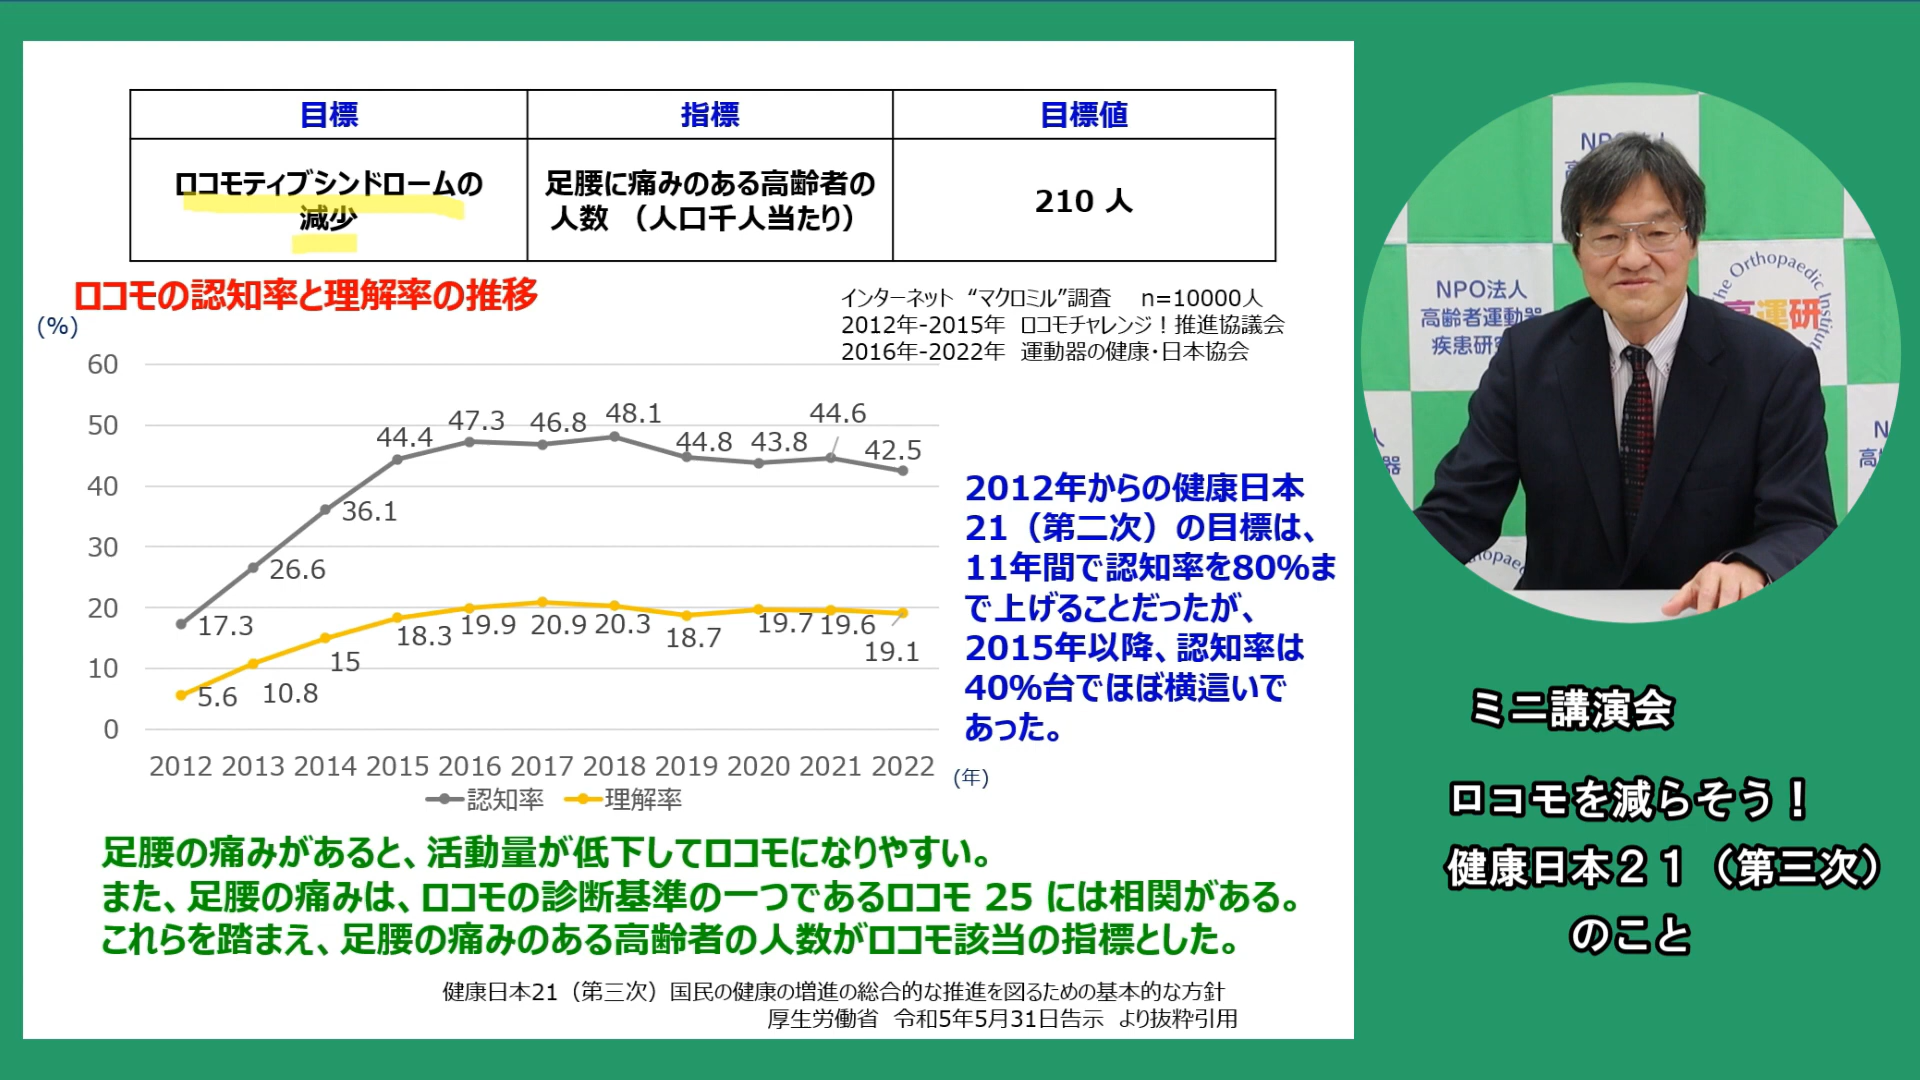 目標 指標 目標値
ロコモティブシンドロームの
減少
足腰に痛みのある高齢者の
人数 （人口千人当たり）
210 人
ロコモの認知率と理解率の推移
インターネット “マクロミル”調査 n=10000人
2012年-2015年 ロコモチャレンジ！推進協議会
2016年-2022年 運動器の健康・日本協会
(%)
60
50
40
30
20
10
0
17.3 26.6 36.1 44.4 47.3 46.8 48.1 44.8 43.8 44.6 42.5
5.6 10.8 15 18.3 19.9 20.9 20.3 18.7 19.7 19.6 19.1
2012 2013 2014 2015 2016 2017 2018 2019 2020 2021 2022 (年)
認知率 理解率
2012年からの健康日本
21（第二次）の目標は、
11年間で認知率を80%ま
で上げることだったが、
2015年以降、認知率は
40%台でほぼ横這いで
あった。
足腰の痛みがあると、活動量が低下してロコモになりやすい。
また、足腰の痛みは、ロコモの診断基準の一つであるロコモ 25 には相関がある。
これらを踏まえ、足腰の痛みのある高齢者の人数がロコモ該当の指標とした。
健康日本21（第三次）国民の健康の増進の総合的な推進を図るための基本的な方針
厚生労働省 令和5年5月31日告示 より抜粋引用
NPO法人
高齢者運動器
疾患研
The Orthopaedic Institut
高運研
ミニ講演会
ロコモを減らそう！
健康日本２１（第三次）
のこと